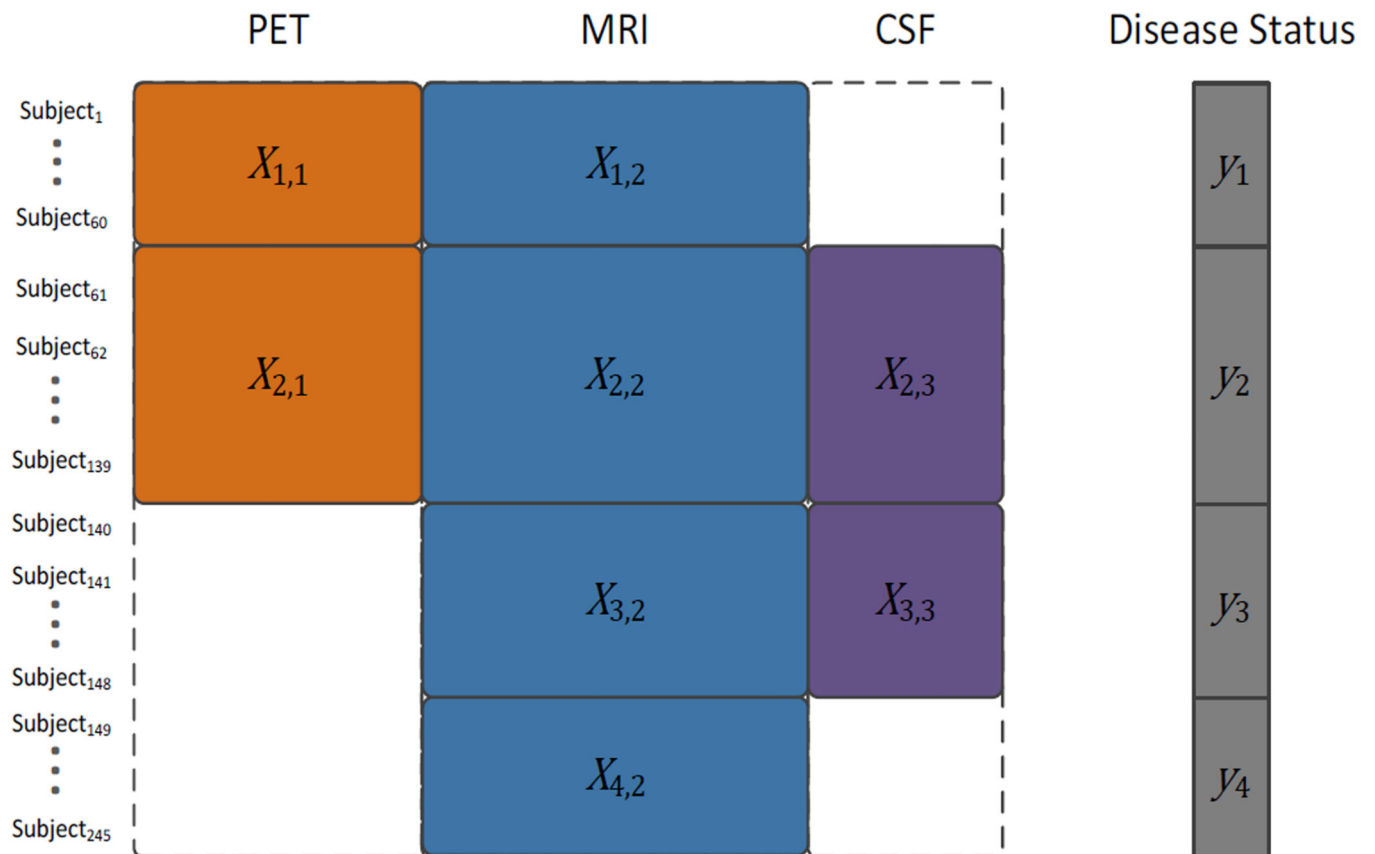 PET MRI CSF Disease Status
Subject₁
X₁,₁ X₁,₂ y₁
Subject₆₀
Subject₆₁
Subject₆₂
X₂,₁ X₂,₂ X₂,₃ y₂
Subject₁₃₉
Subject₁₄₀
Subject₁₄₁
X₃,₂ X₃,₃ y₃
Subject₁₄₈
Subject₁₄₉
X₄,₂ y₄
Subject₂₄₅